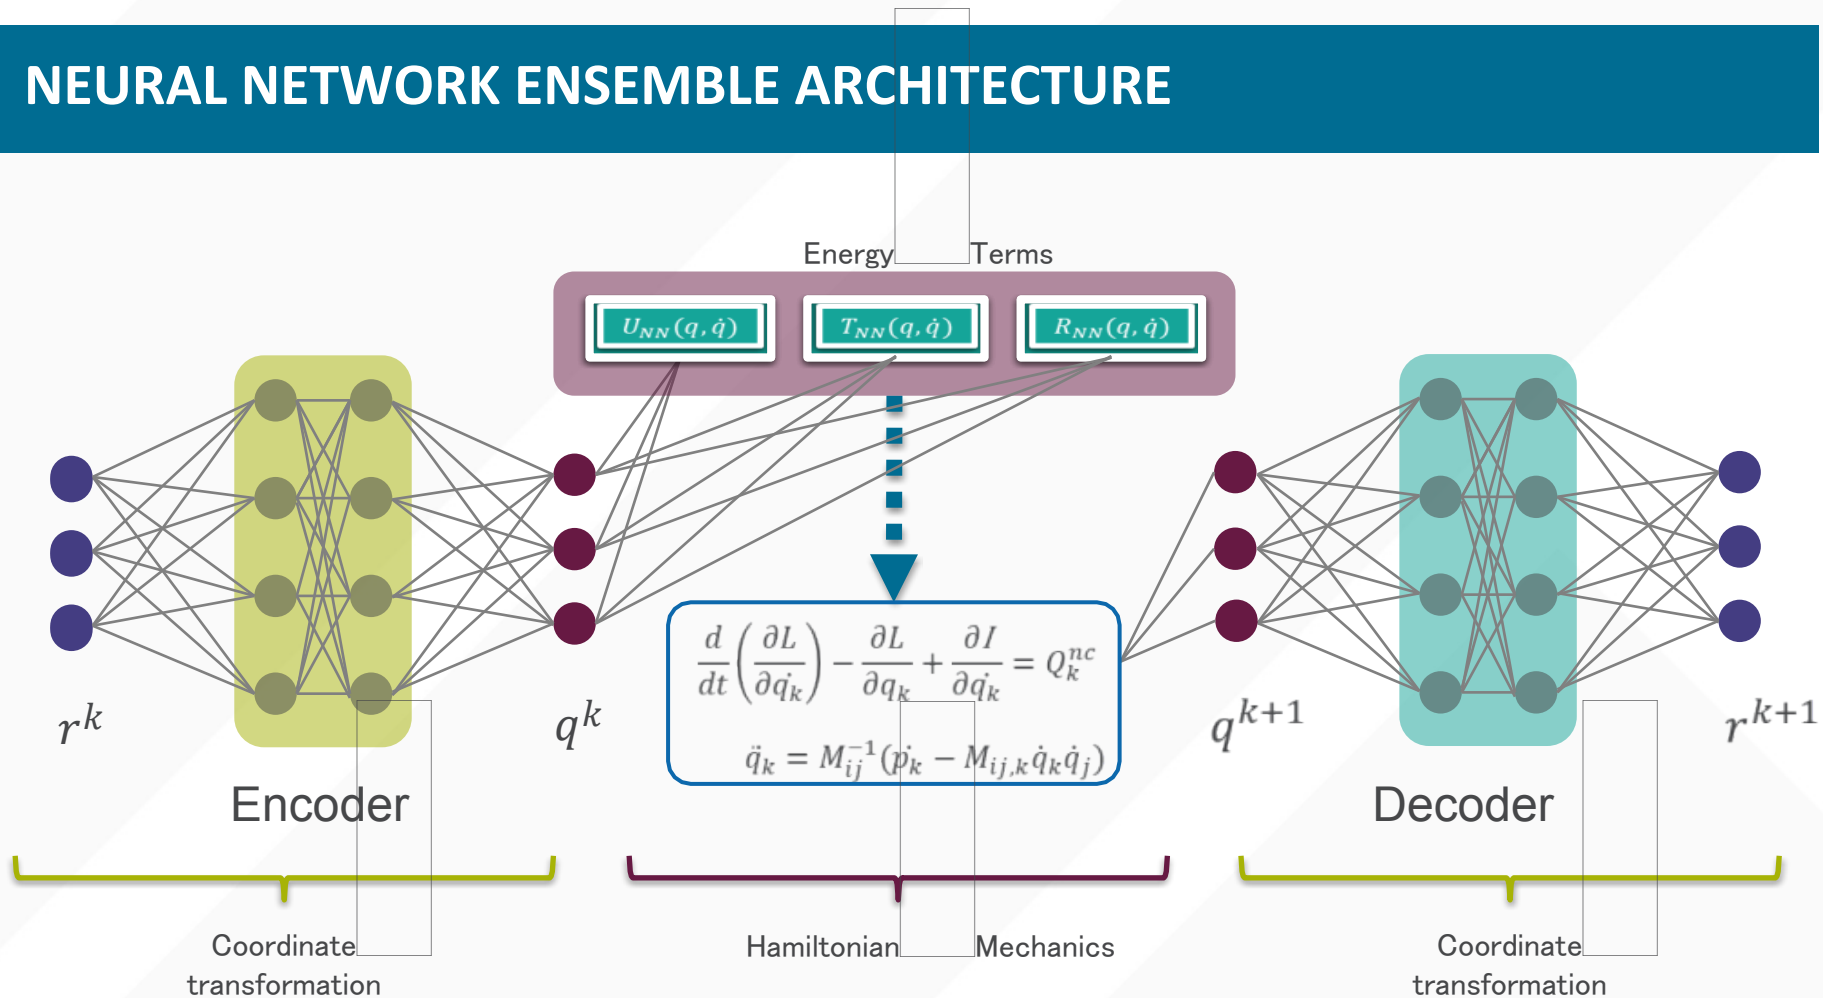 NEURAL NETWORK ENSEMBLE ARCHITECTURE
Energy Terms
U_NN(q, q̇) T_NN(q, q̇) R_NN(q, q̇)
d/dt(∂L/∂q̇_k) − ∂L/∂q_k + ∂I/∂q̇_k = Q_k^nc
q̈_k = M_ij^−1(ṗ_k − M_ij,k q̇_k q̇_j)
r^k q^k q^k+1 r^k+1
Encoder Decoder
Coordinate transformation
Hamiltonian Mechanics
Coordinate transformation